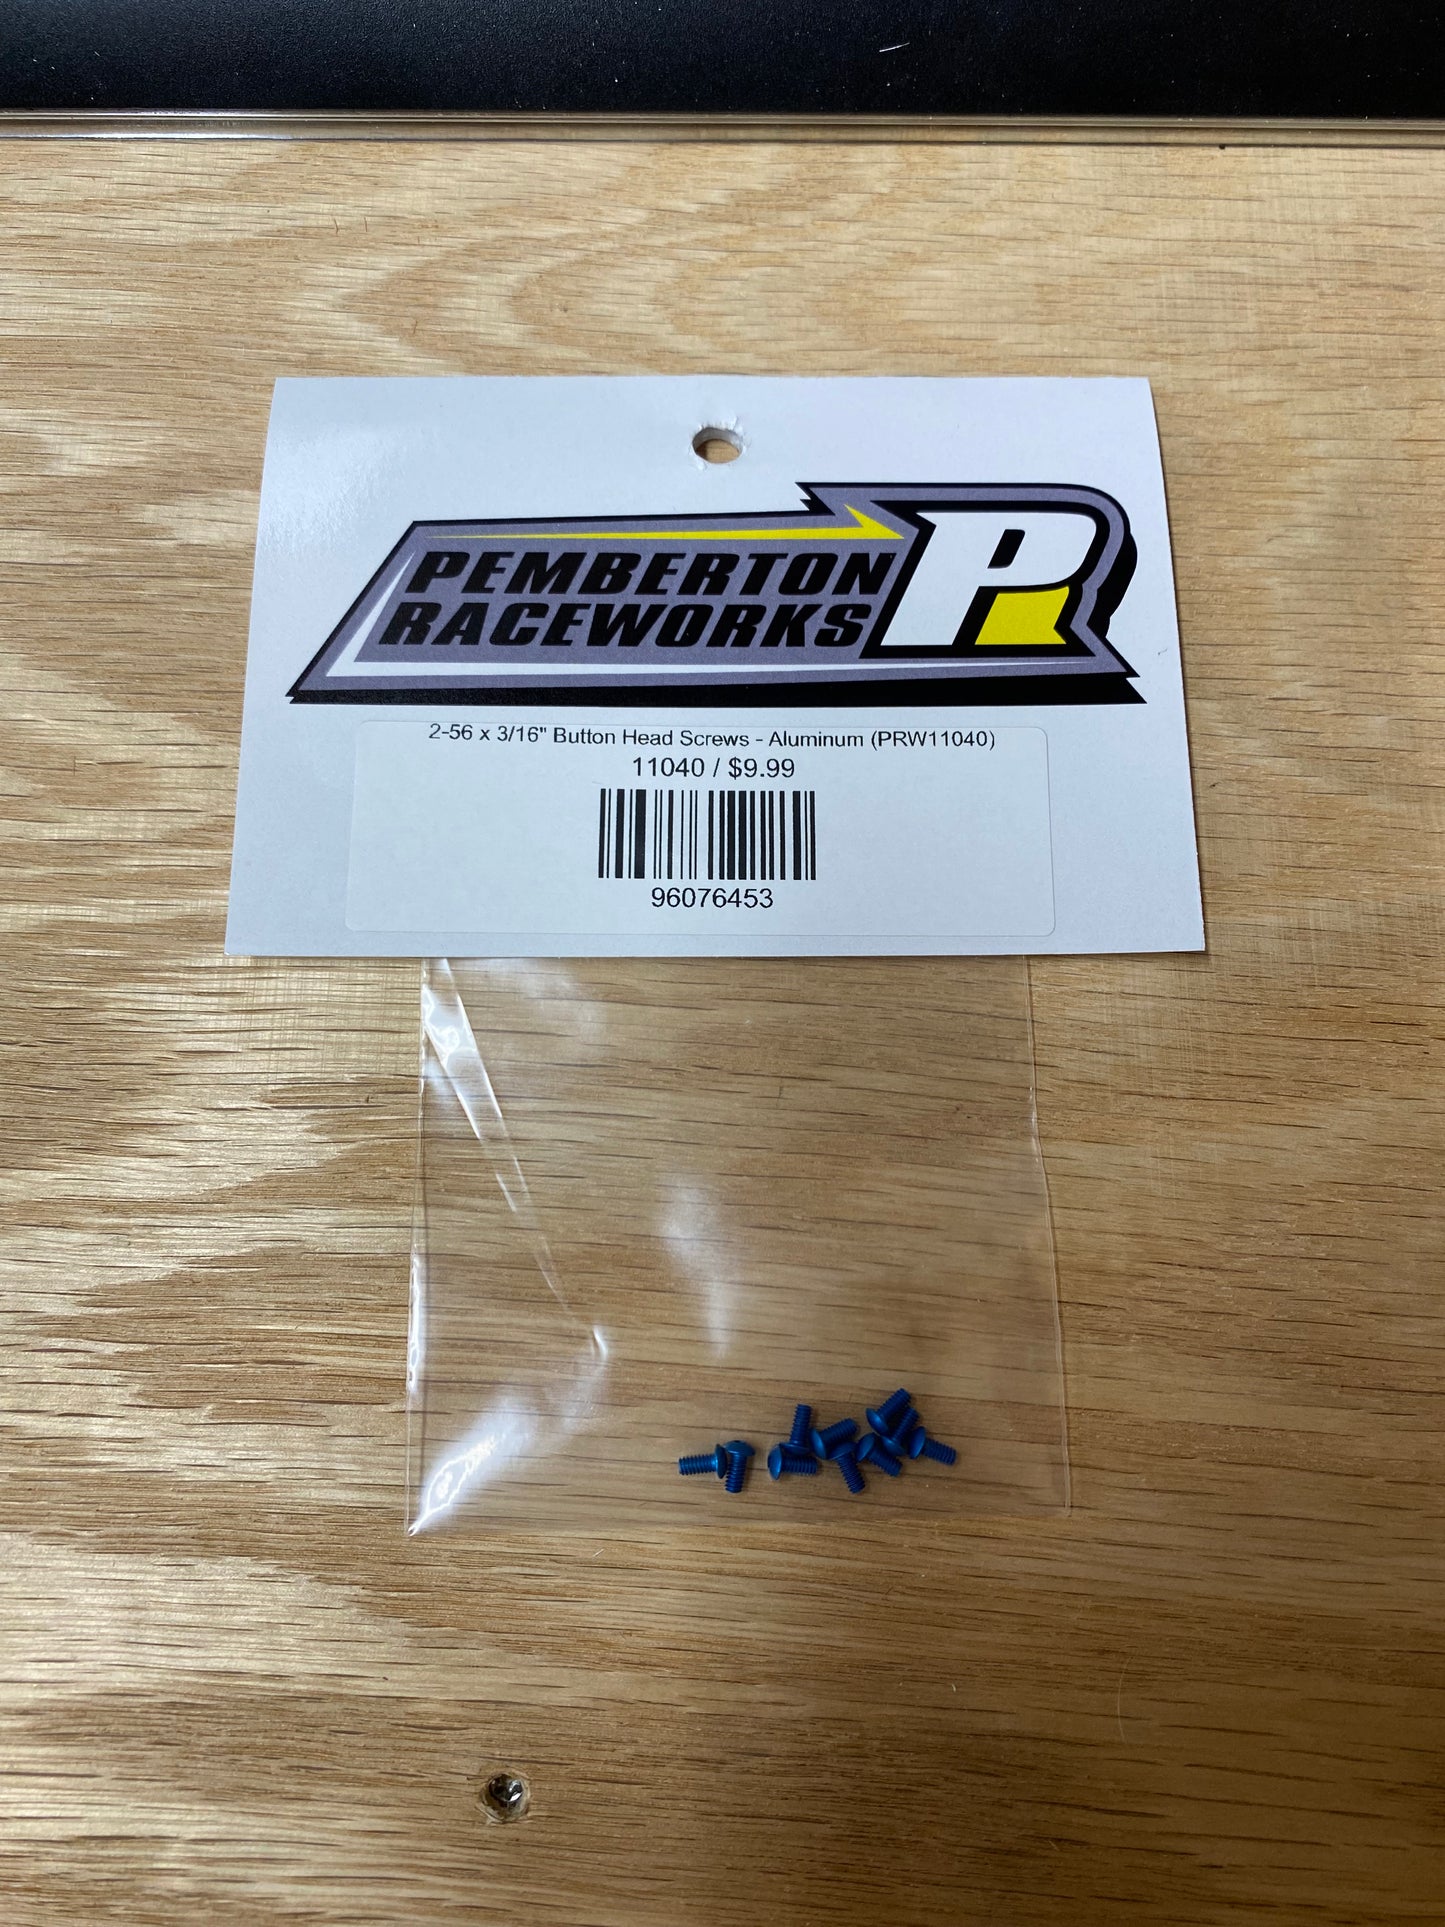 PEMBERTON
RACEWORKS
P
2-56 x 3/16" Button Head Screws - Aluminum (PRW11040)
11040 / $9.99
96076453